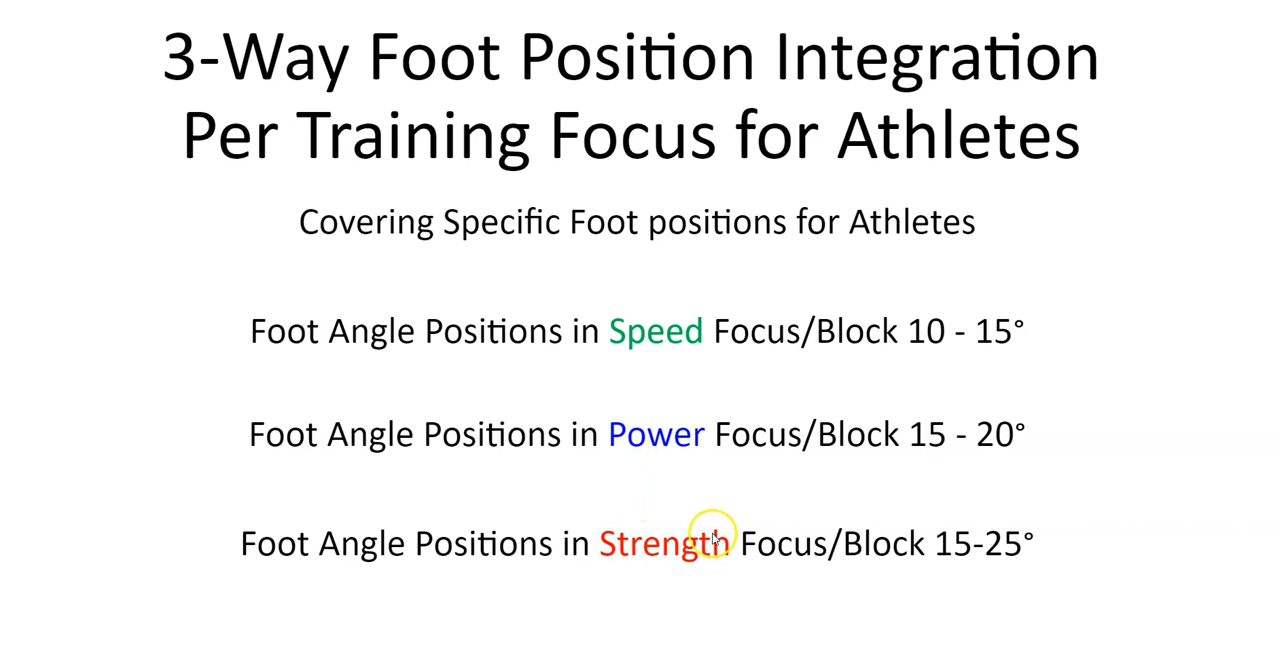 3-Way Foot Position Integration
Per Training Focus for Athletes
Covering Specific Foot positions for Athletes
Foot Angle Positions in Speed Focus/Block 10 - 15°
Foot Angle Positions in Power Focus/Block 15 - 20°
Foot Angle Positions in Strength Focus/Block 15-25°